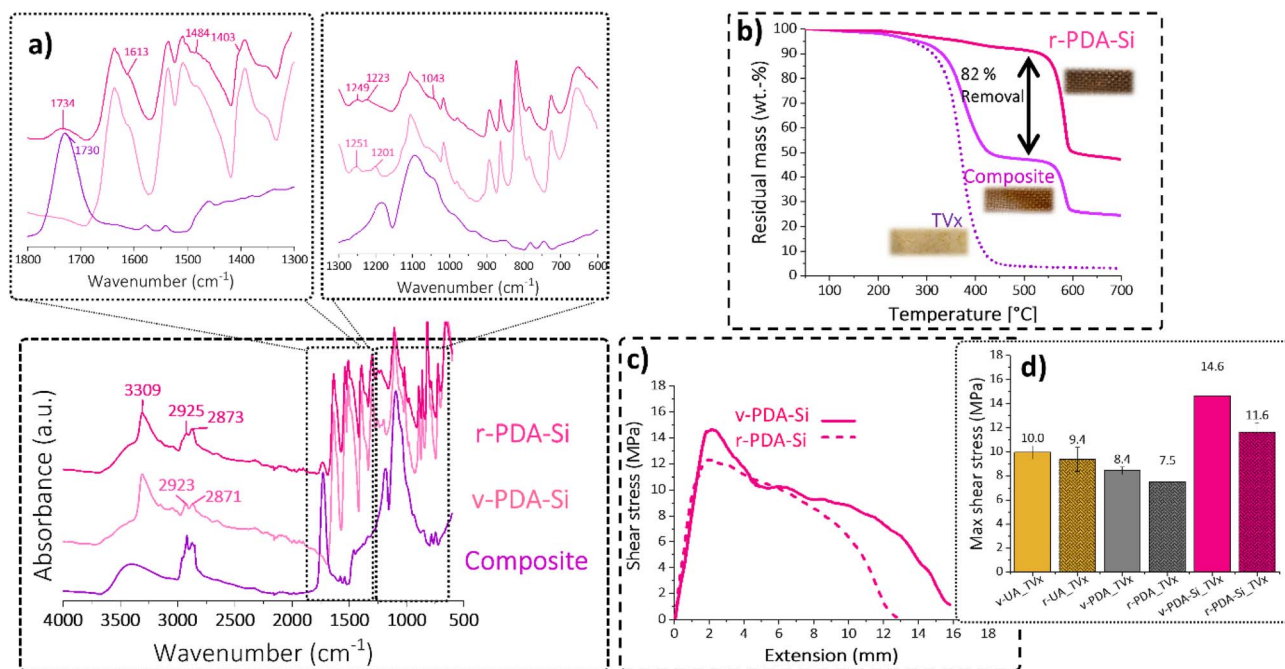 a)
1734
1730
1613
1484
1403
1800 1700 1600 1500 1400 1300
Wavenumber (cm⁻¹)
1249
1223
1043
1251
1201
1300 1200 1100 1000 900 800 700 600
Wavenumber (cm⁻¹)
3309
2925
2873
r-PDA-Si
2923
2871
v-PDA-Si
Composite
Absorbance (a.u.)
4000 3500 3000 2500 2000 1500 1000 500
Wavenumber (cm⁻¹)
b)
r-PDA-Si
82 %
Removal
Composite
TVx
Residual mass (wt.-%)
100
90
80
70
60
50
40
30
20
10
0
100 200 300 400 500 600 700
Temperature [°C]
c)
v-PDA-Si
r-PDA-Si
Shear stress (MPa)
18
16
14
12
10
8
6
4
2
0
0 2 4 6 8 10 12 14 16 18
Extension (mm)
d)
Max shear stress (MPa)
18
16
14
12
10
8
6
4
2
0
10.0
9.4
8.4
7.5
14.6
11.6
v-UA_TVx
r-UA_TVx
v-PDA_TVx
r-PDA_TVx
v-PDA-Si_TVx
r-PDA-Si_TVx